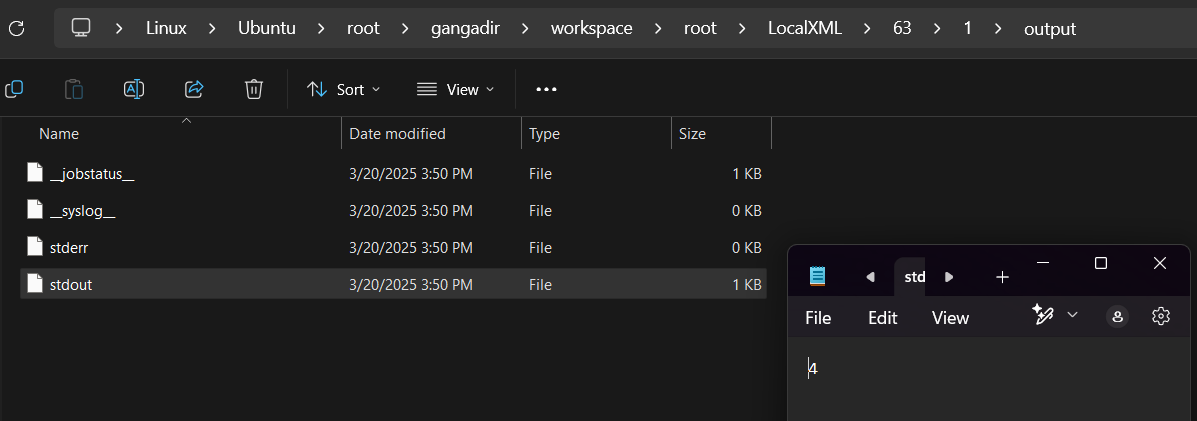 Linux > Ubuntu > root > gangadir > workspace > root > LocalXML > 63 > 1 > output
Sort View
Name Date modified Type Size
__jobstatus__ 3/20/2025 3:50 PM File 1 KB
__syslog__ 3/20/2025 3:50 PM File 0 KB
stderr 3/20/2025 3:50 PM File 0 KB
stdout 3/20/2025 3:50 PM File 1 KB
std
File Edit View
4